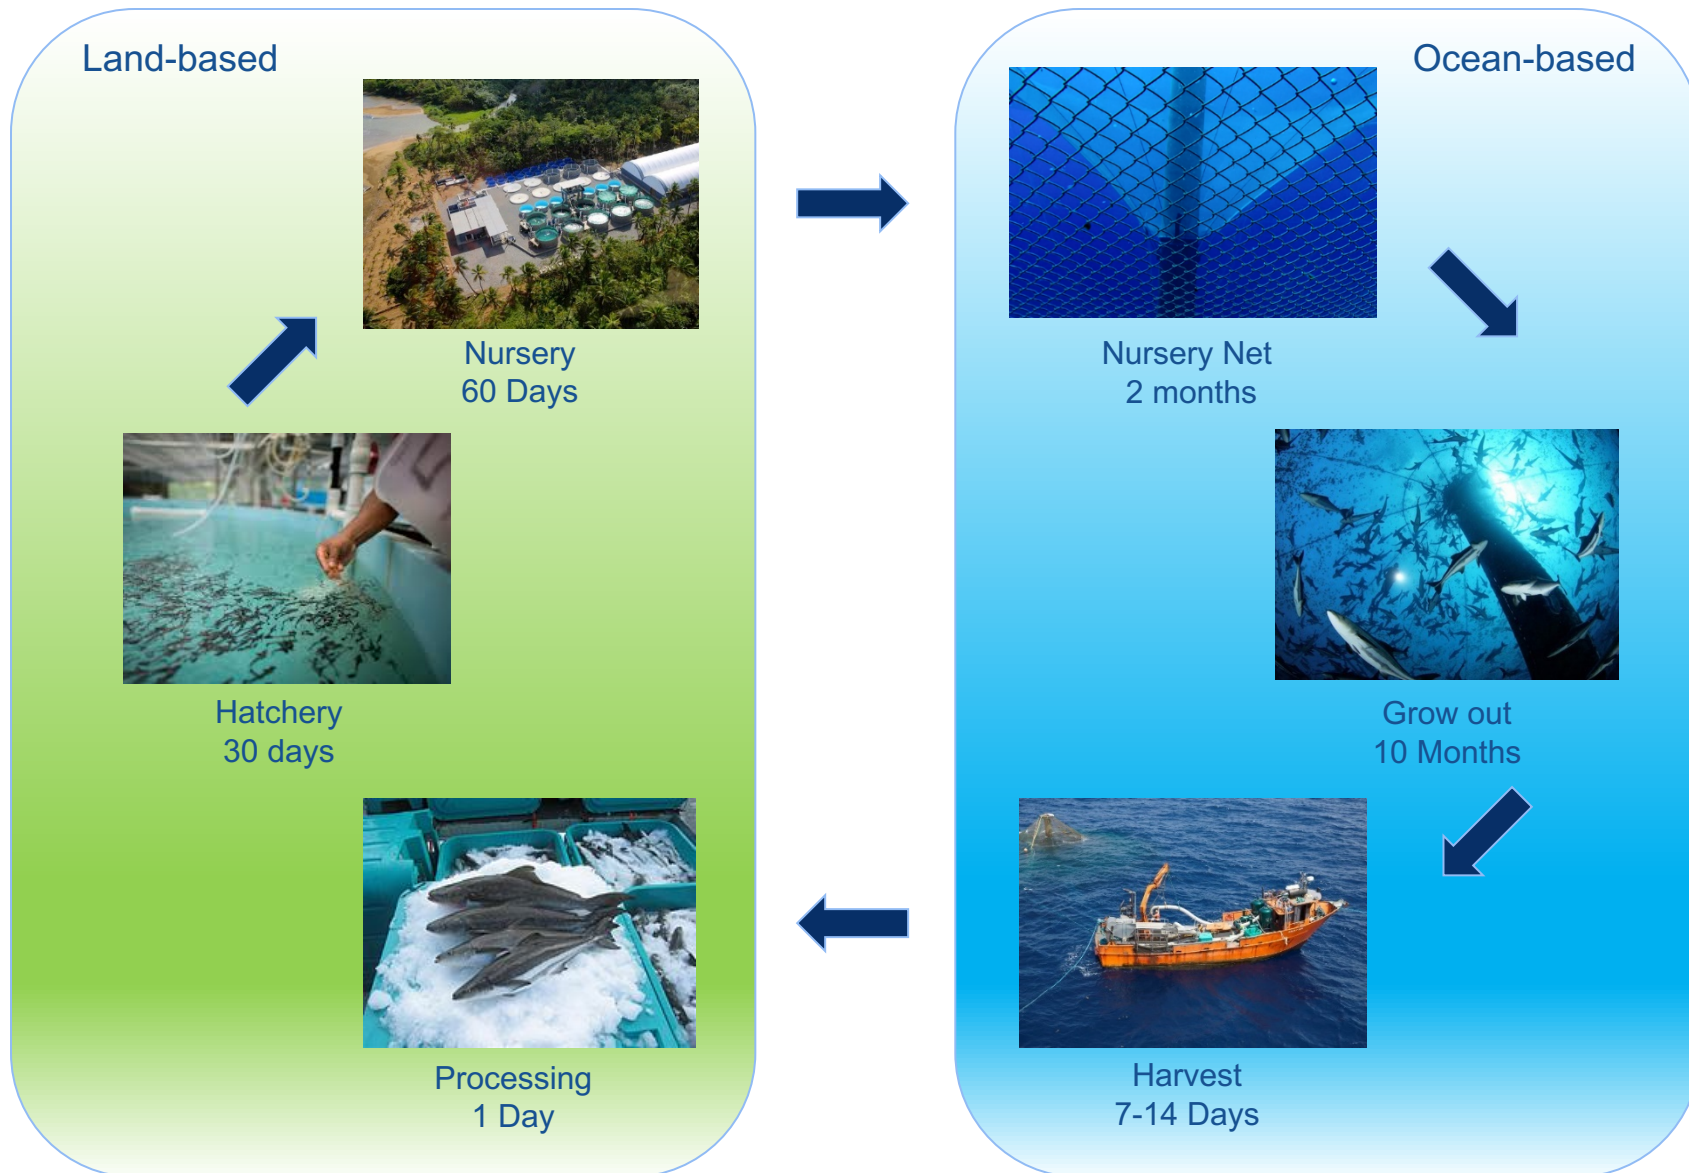 Land-based
Ocean-based
Nursery
60 Days
Nursery Net
2 months
Hatchery
30 days
Grow out
10 Months
Processing
1 Day
Harvest
7-14 Days